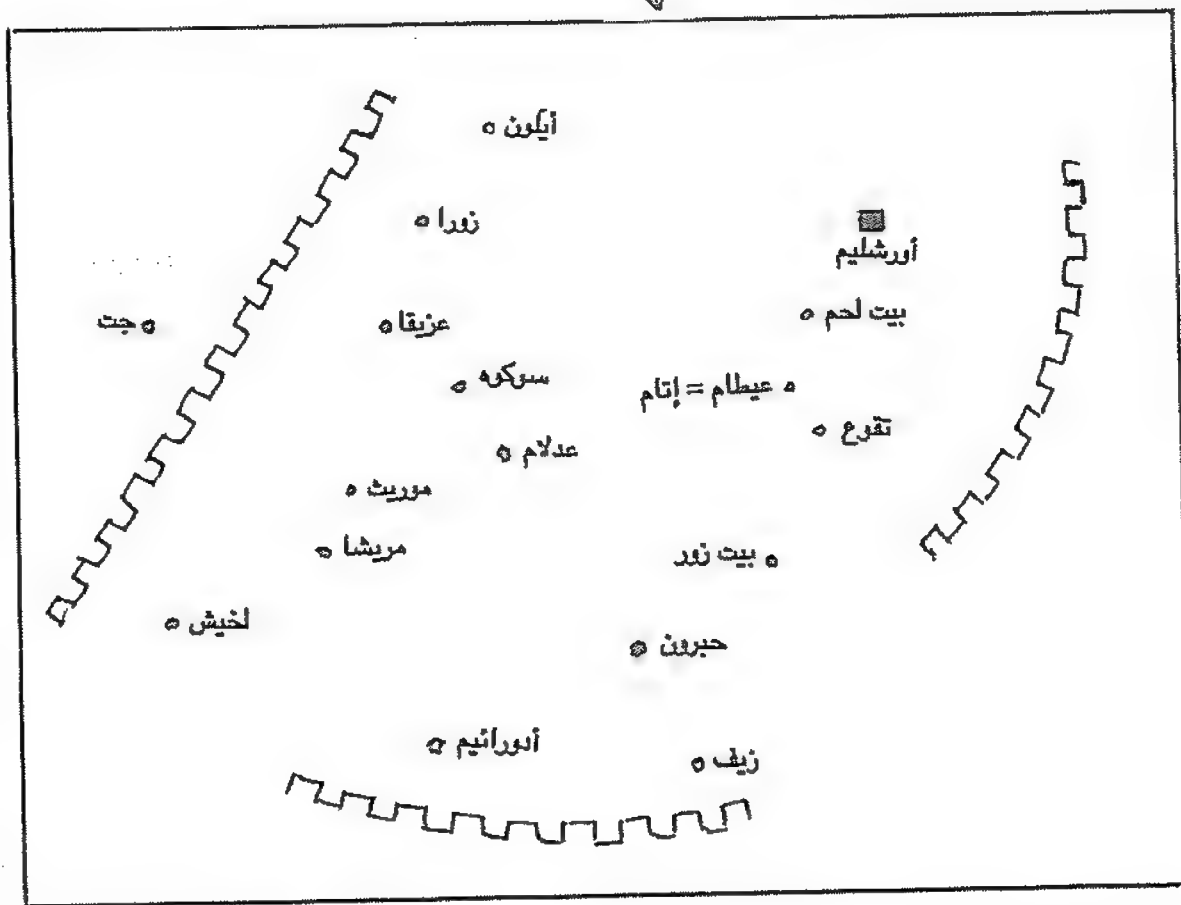 أيلون
زورا
أورشليم
جت
عزيقا
بيت لحم
سوكوه
عيطام = إتام
تقوع
عدلام
موريث
مريشا
بيت زور
لخيش
حبرون
أدورائيم
زيف